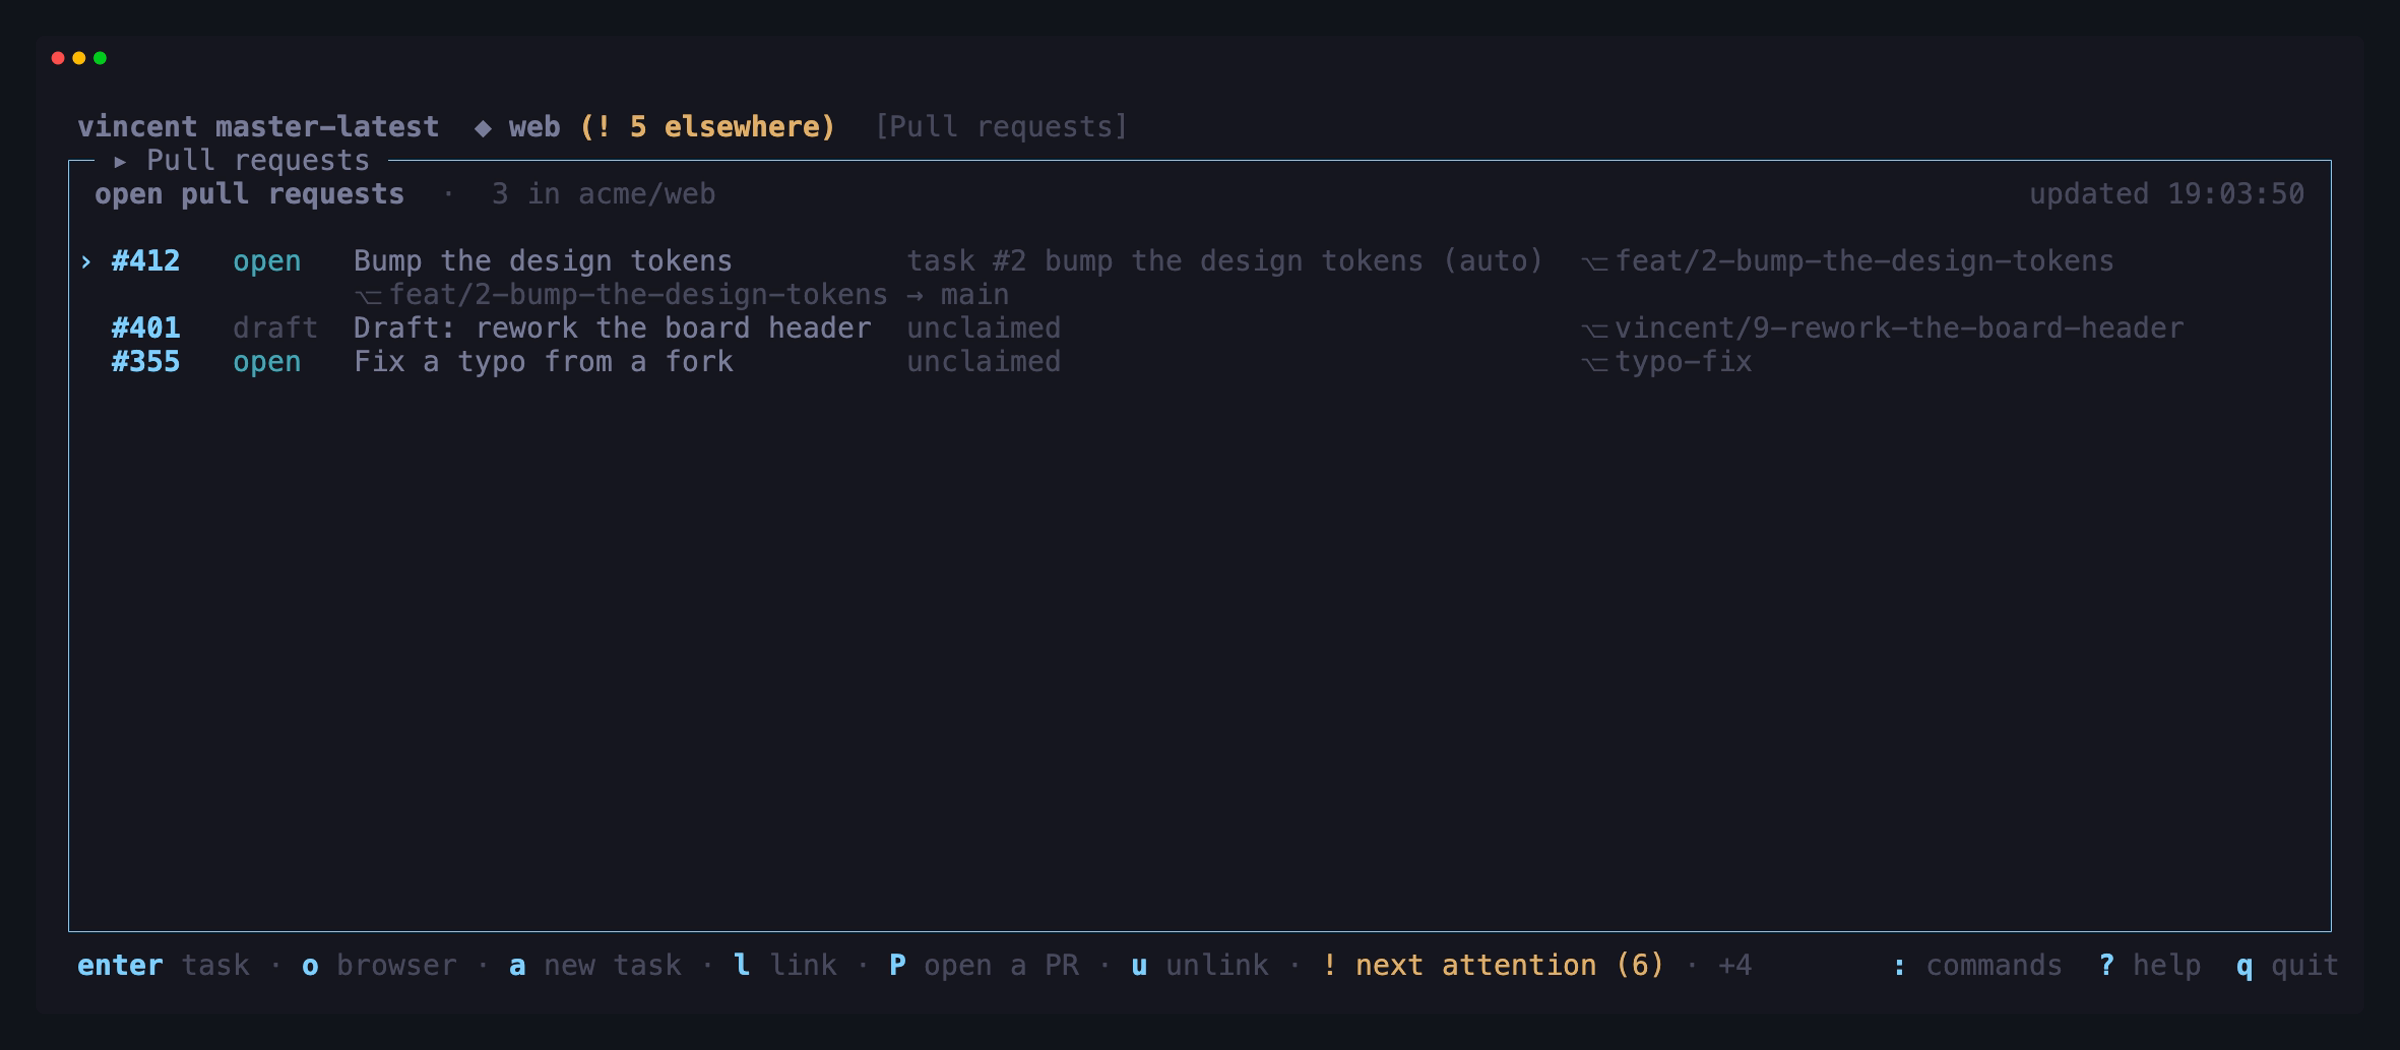 vincent master-latest ◆ web (! 5 elsewhere) [Pull requests]
▸ Pull requests
open pull requests · 3 in acme/web updated 19:03:50
› #412 open Bump the design tokens task #2 bump the design tokens (auto) ⌥feat/2-bump-the-design-tokens
⌥feat/2-bump-the-design-tokens → main
#401 draft Draft: rework the board header unclaimed ⌥vincent/9-rework-the-board-header
#355 open Fix a typo from a fork unclaimed ⌥typo-fix
enter task · o browser · a new task · l link · P open a PR · u unlink · ! next attention (6) · +4 : commands ? help q quit